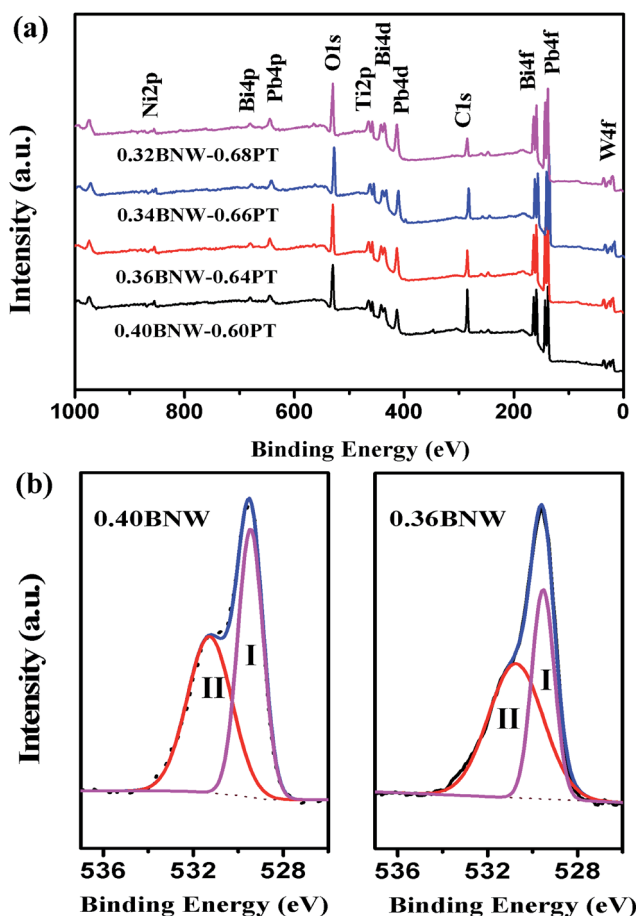 (a)
Ni2p
Bi4p
Pb4p
O1s
Ti2p
Bi4d
Pb4d
C1s
Bi4f
Pb4f
W4f
0.32BNW-0.68PT
0.34BNW-0.66PT
0.36BNW-0.64PT
0.40BNW-0.60PT
Intensity (a.u.)
1000 800 600 400 200 0
Binding Energy (eV)
(b)
0.40BNW
I
II
Intensity (a.u.)
536 532 528
Binding Energy (eV)
0.36BNW
I
II
536 532 528
Binding Energy (eV)